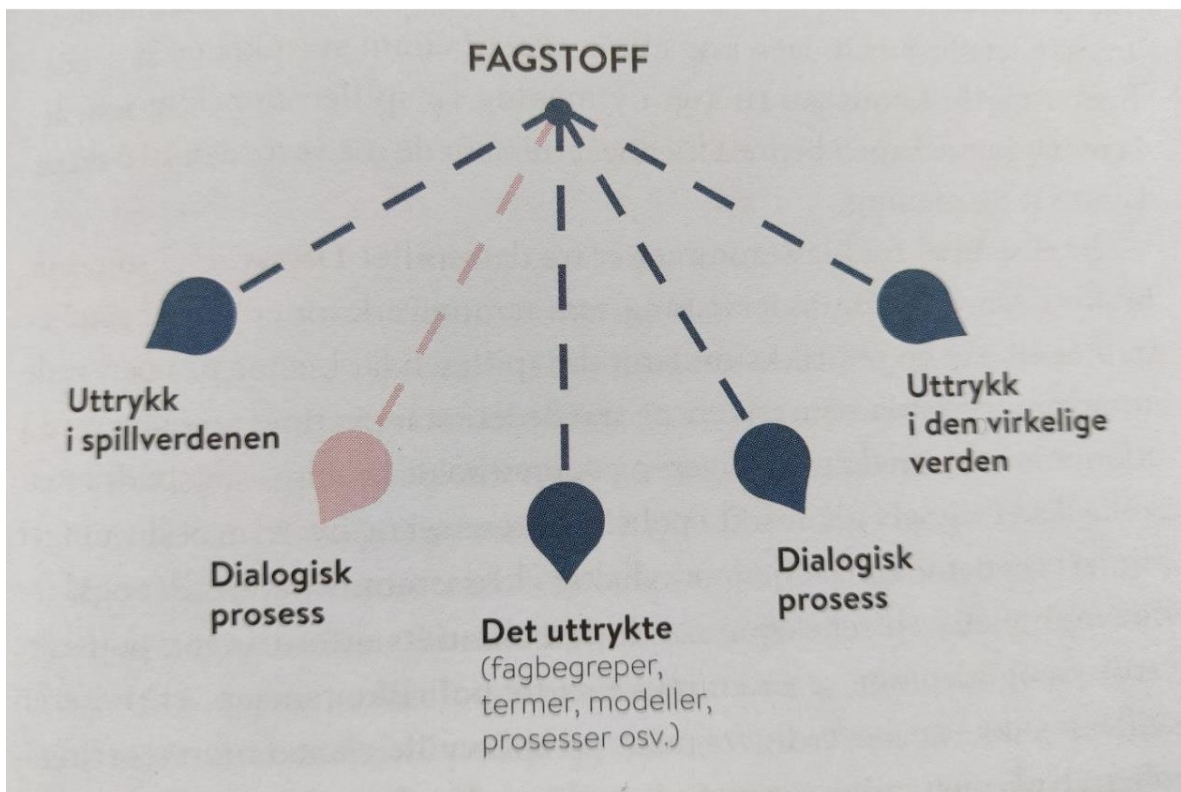 FAGSTOFF
Uttrykk
i spillverdenen
Uttrykk
i den virkelige
verden
Dialogisk
prosess
Dialogisk
prosess
Det uttrykte
(fagbegreper,
termer, modeller,
prosesser osv.)